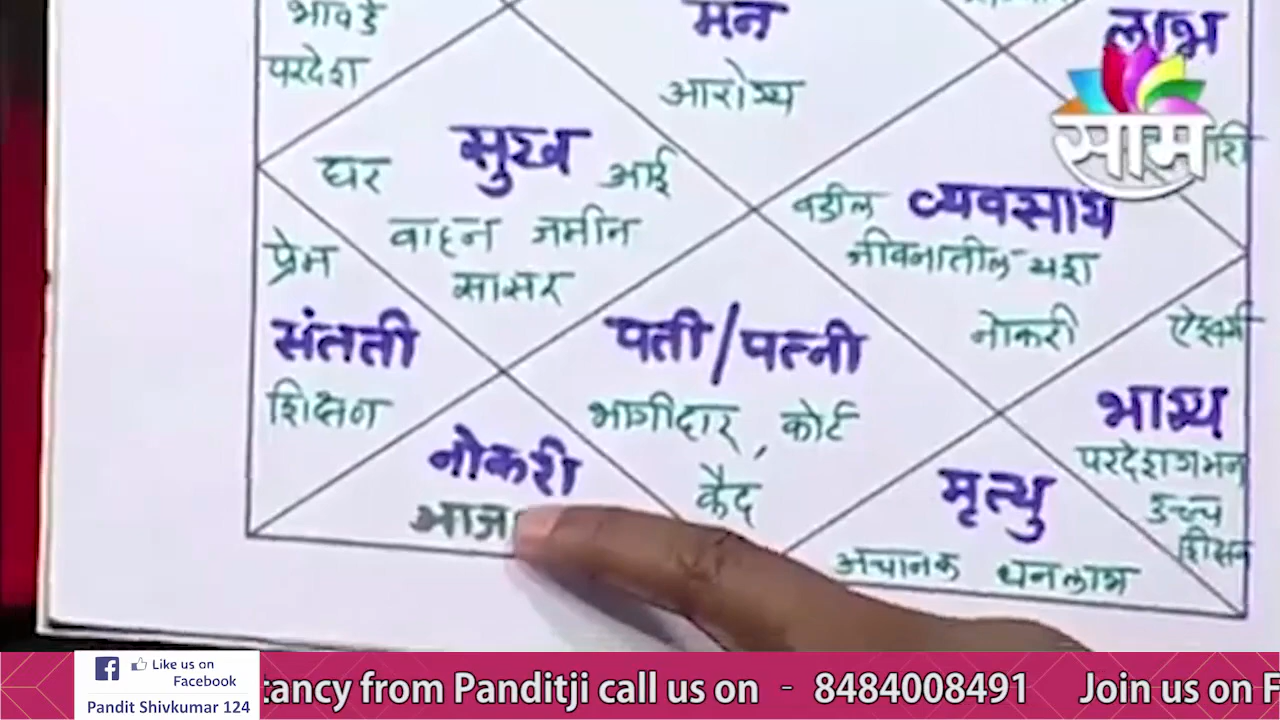 भावंडे
मन
लाभ
परदेश
आरोग्य
साम
घर
सुख
आई
वडील
व्यवसाय
प्रेम
वाहन जमीन
जीवनातील यश
सासर
संतती
पती/पत्नी
नोकरी
ऐश्वर्य
शिक्षण
भागीदार, कोर्ट
भाग्य
नोकरी
कैद
मृत्यु
परदेशगमन
उच्च
शिक्षण
अचानक धनलाभ
Like us on
Facebook
Pandit Shivkumar 124
tancy from Panditji call us on - 8484008491
Join us on F